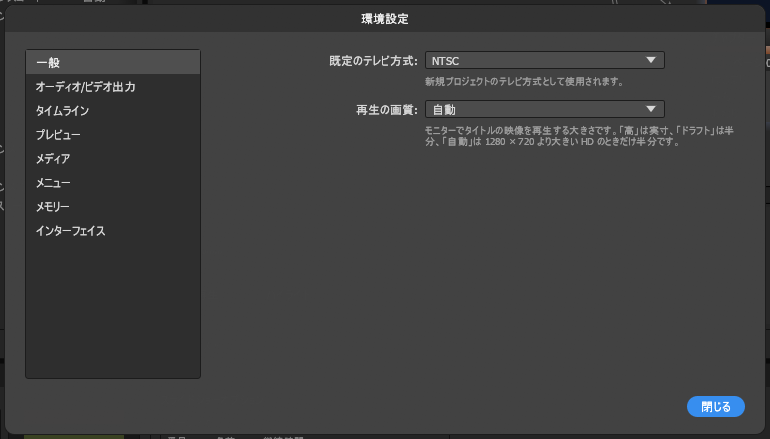 環境設定
一般
オーディオ/ビデオ出力
タイムライン
プレビュー
メディア
メニュー
メモリー
インターフェイス
既定のテレビ方式: NTSC
新規プロジェクトのテレビ方式として使用されます。
再生の画質: 自動
モニターでタイトルの映像を再生する大きさです。「高」は実寸、「ドラフト」は半
分、「自動」は 1280 × 720 より大きい HD のときだけ半分です。
閉じる